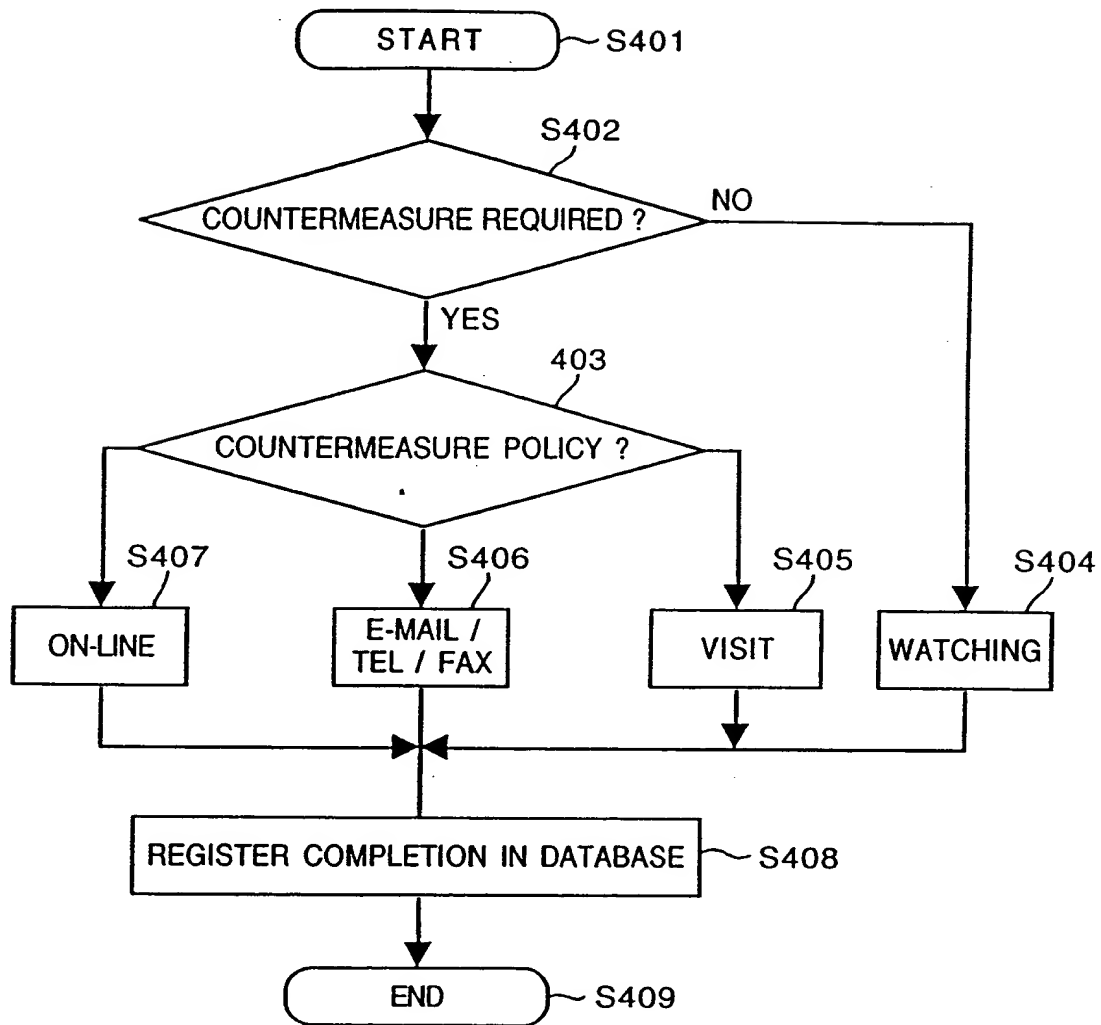 START
S401
S402
COUNTERMEASURE REQUIRED ?
NO
YES
403
COUNTERMEASURE POLICY ?
S407
S406
S405
S404
ON-LINE
E-MAIL /
TEL / FAX
VISIT
WATCHING
REGISTER COMPLETION IN DATABASE
S408
END
S409